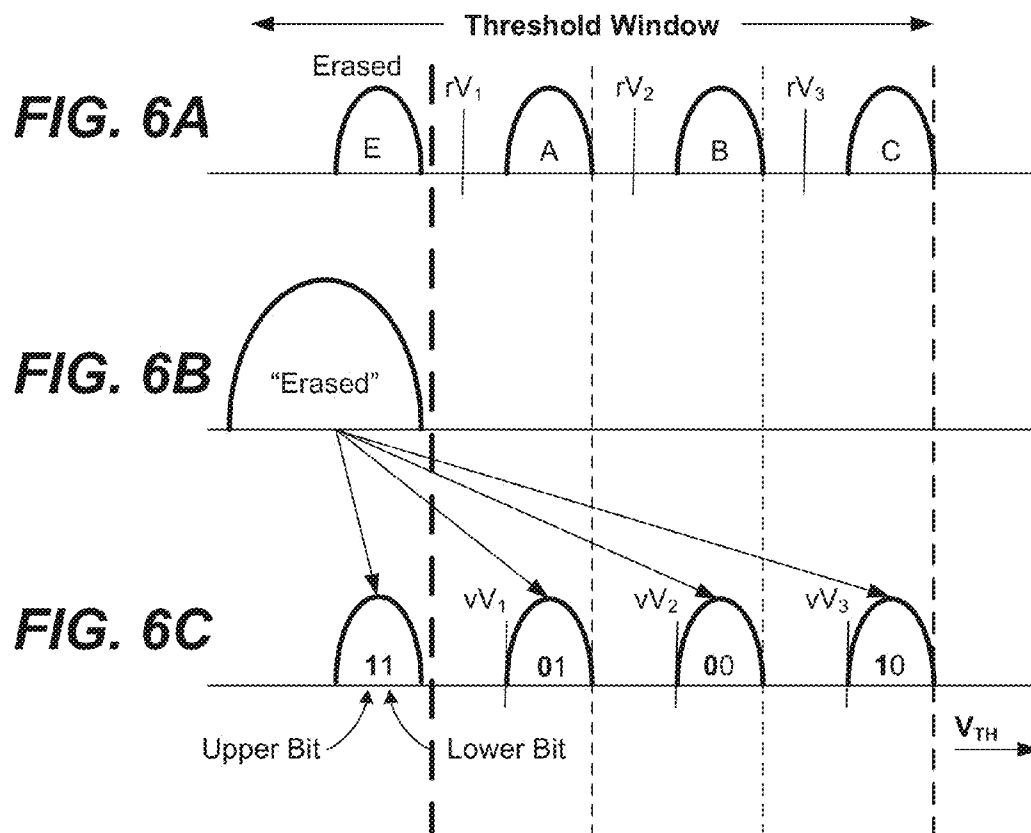 Threshold Window
Erased
rV₁
rV₂
rV₃
FIG. 6A
E
A
B
C
FIG. 6B
"Erased"
FIG. 6C
vV₁
vV₂
vV₃
11
01
00
10
Upper Bit
Lower Bit
V_TH